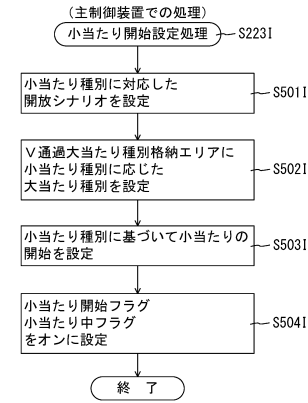 (主制御装置での処理)
小当たり開始設定処理
S223I
小当たり種別に対応した
開放シナリオを設定
S501I
V通過大当たり種別格納エリアに
小当たり種別に応じた
大当たり種別を設定
S502I
小当たり種別に基づいて小当たりの
開始を設定
S503I
小当たり開始フラグ
小当たり中フラグ
をオンに設定
S504I
終 了